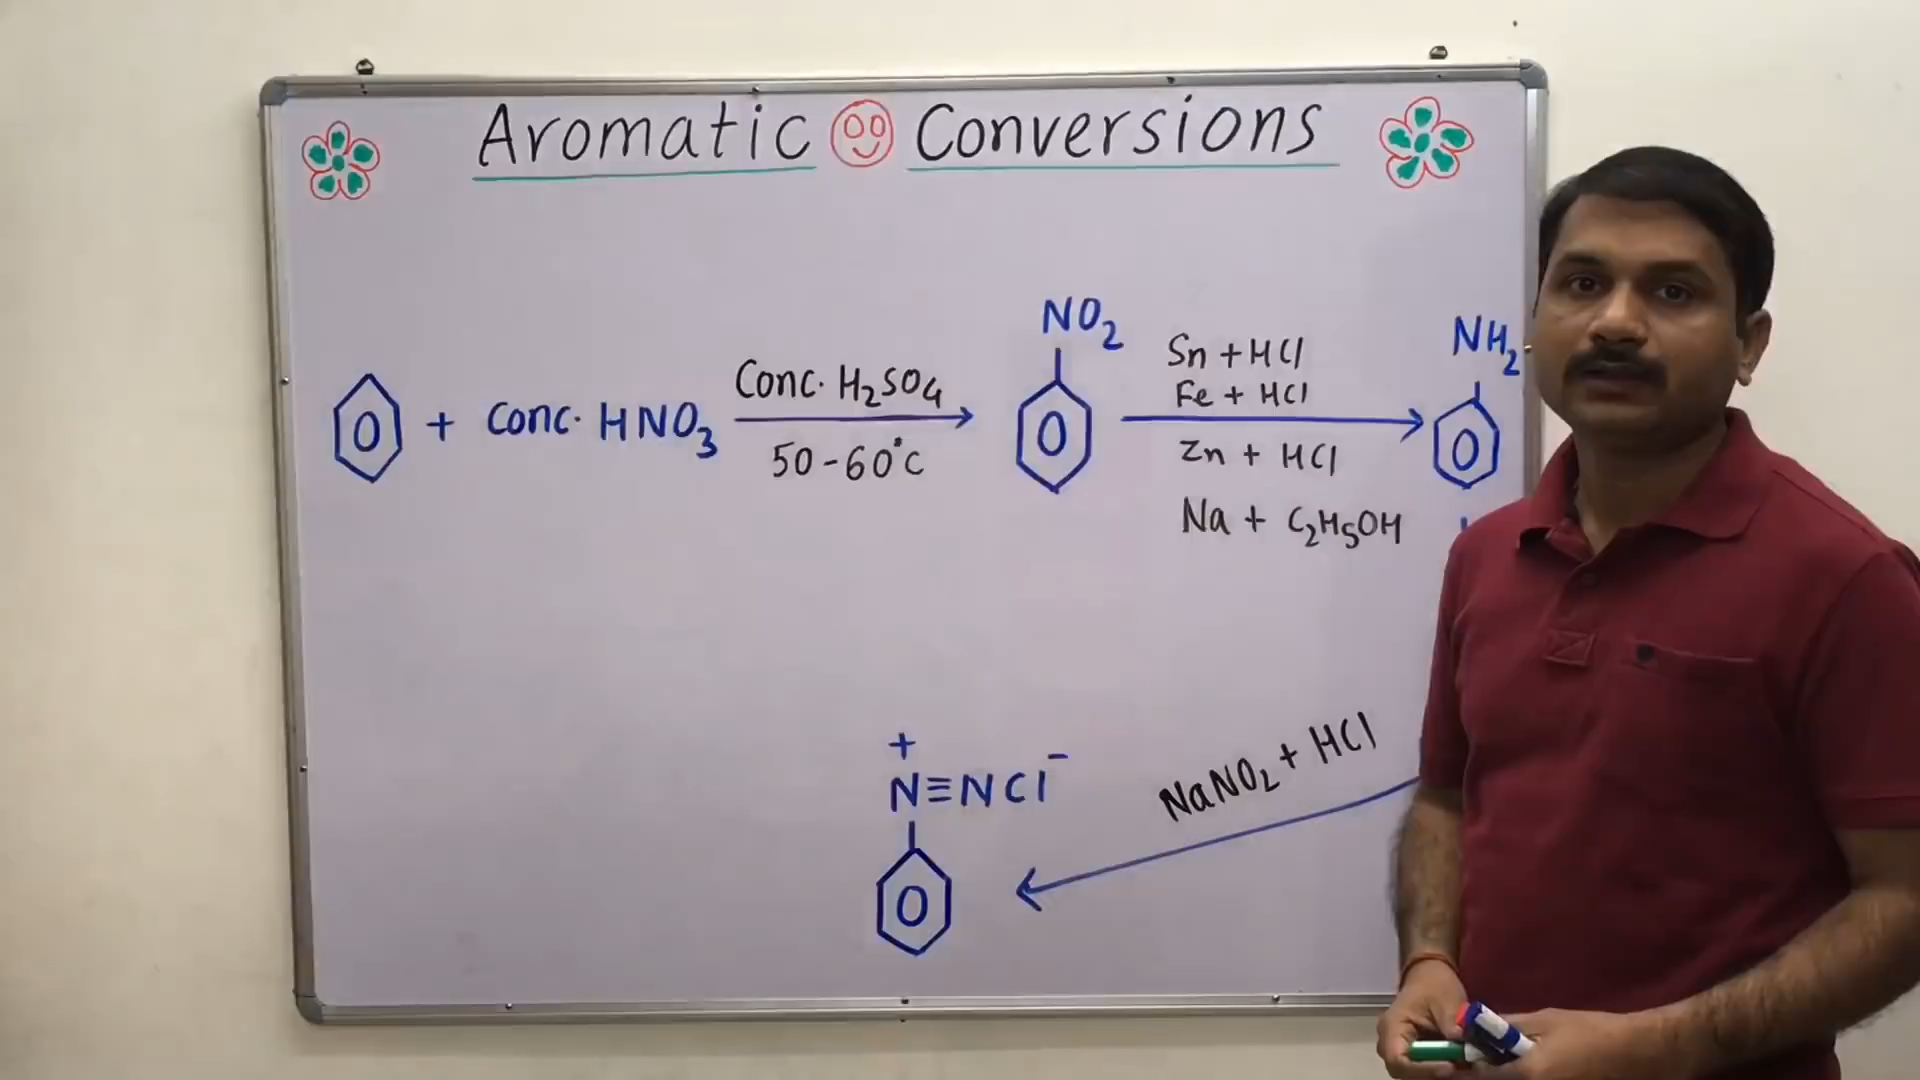 Aromatic Conversions
NO2
NH2
Sn + HCl
Fe + HCl
+ Conc. HNO3
Conc. H2SO4
50-60°C
Zn + HCl
Na + C2H5OH
NaNO2 + HCl
+
N≡NCl⁻